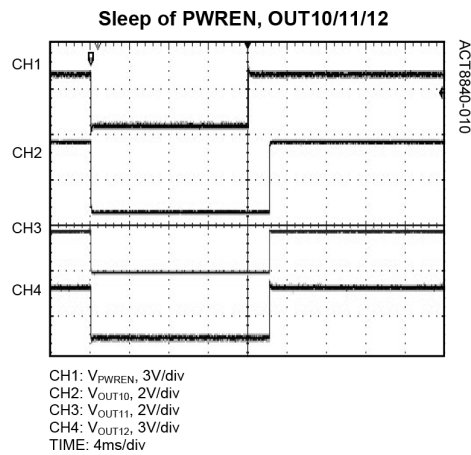 Sleep of PWREN, OUT10/11/12
CH1
CH2
CH3
CH4
ACT8840-010
CH1: VPWREN, 3V/div
CH2: VOUT10, 2V/div
CH3: VOUT11, 2V/div
CH4: VOUT12, 3V/div
TIME: 4ms/div